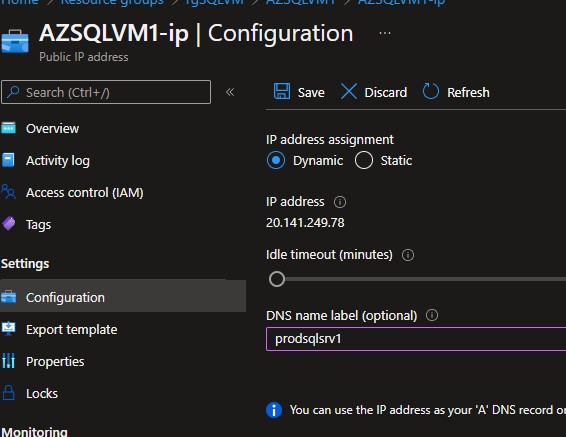 Home > Resource groups > rgSQLVM > AZSQLVM1 > AZSQLVM1-ip
AZSQLVM1-ip | Configuration ...
Public IP address
Search (Ctrl+/) «
Save Discard Refresh
Overview
Activity log
Access control (IAM)
Tags
Settings
Configuration
Export template
Properties
Locks
Monitoring
IP address assignment
Dynamic Static
IP address
20.141.249.78
Idle timeout (minutes)
DNS name label (optional)
prodsqlsrv1
You can use the IP address as your 'A' DNS record or